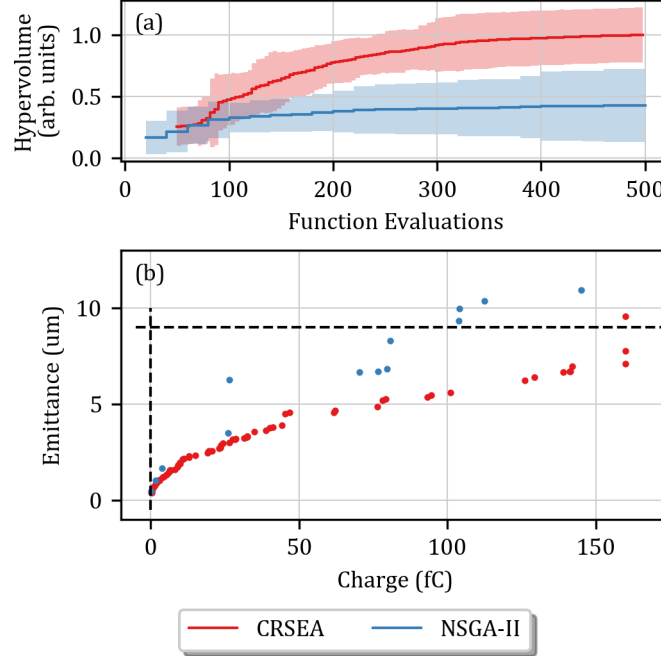 (a)
Hypervolume
(arb. units)
1.0
0.5
0.0
0 100 200 300 400 500
Function Evaluations
(b)
Emittance (um)
10
5
0
0 50 100 150
Charge (fC)
CRSEA NSGA-II